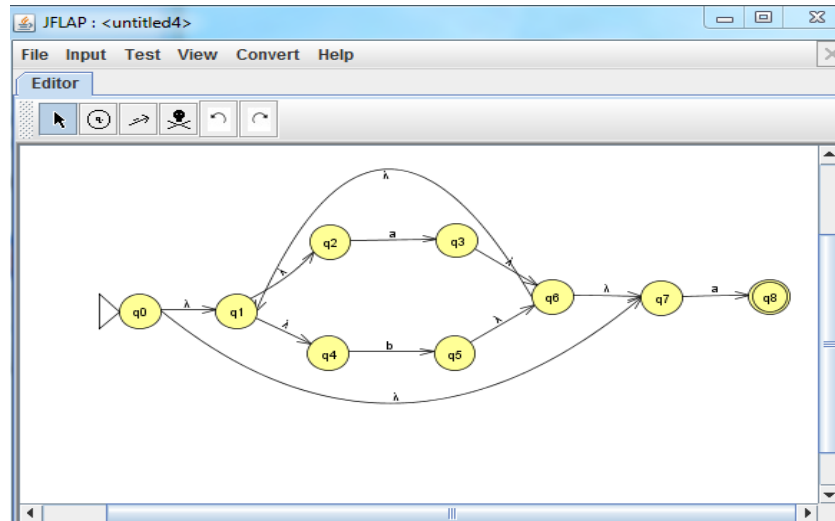 JFLAP : <untitled4>
File Input Test View Convert Help
Editor
q
λ
q2 a q3
λ λ
q0 λ q1 q6 λ q7 a q8
λ λ
q4 b q5
λ